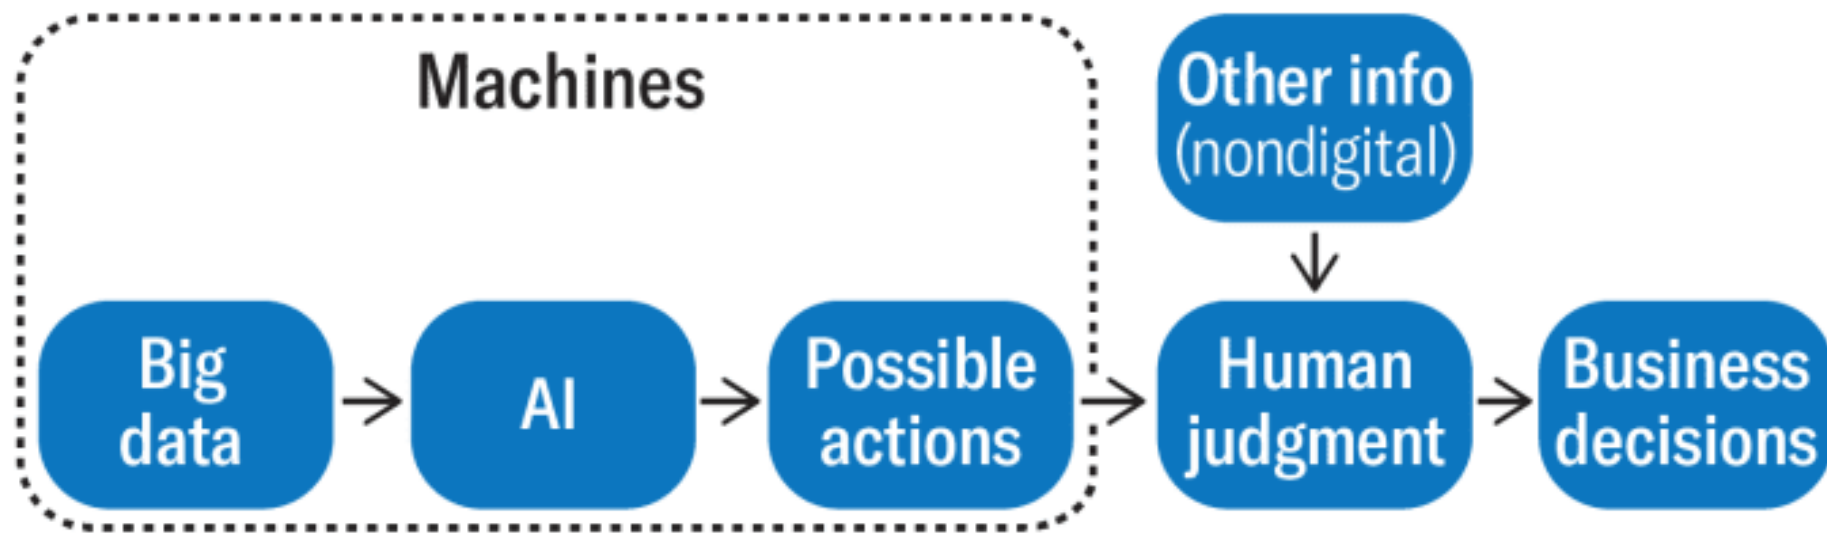 Machines
Other info
(nondigital)
Big
data
AI
Possible
actions
Human
judgment
Business
decisions